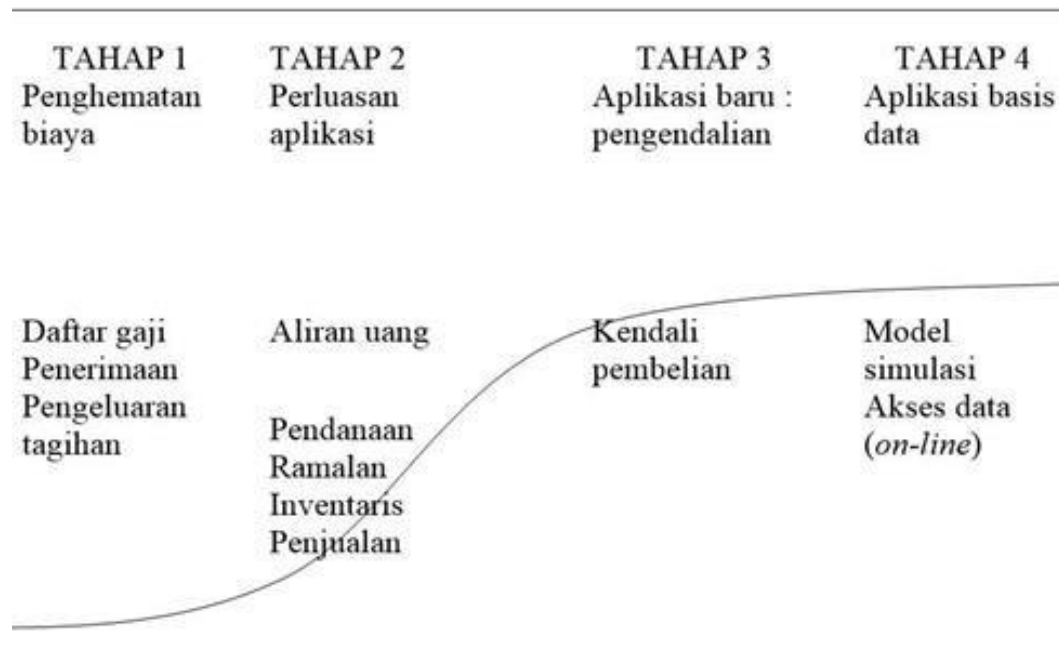 TAHAP 1
Penghematan
biaya
TAHAP 2
Perluasan
aplikasi
TAHAP 3
Aplikasi baru :
pengendalian
TAHAP 4
Aplikasi basis
data
Daftar gaji
Penerimaan
Pengeluaran
tagihan
Aliran uang
Pendanaan
Ramalan
Inventaris
Penjualan
Kendali
pembelian
Model
simulasi
Akses data
(on-line)